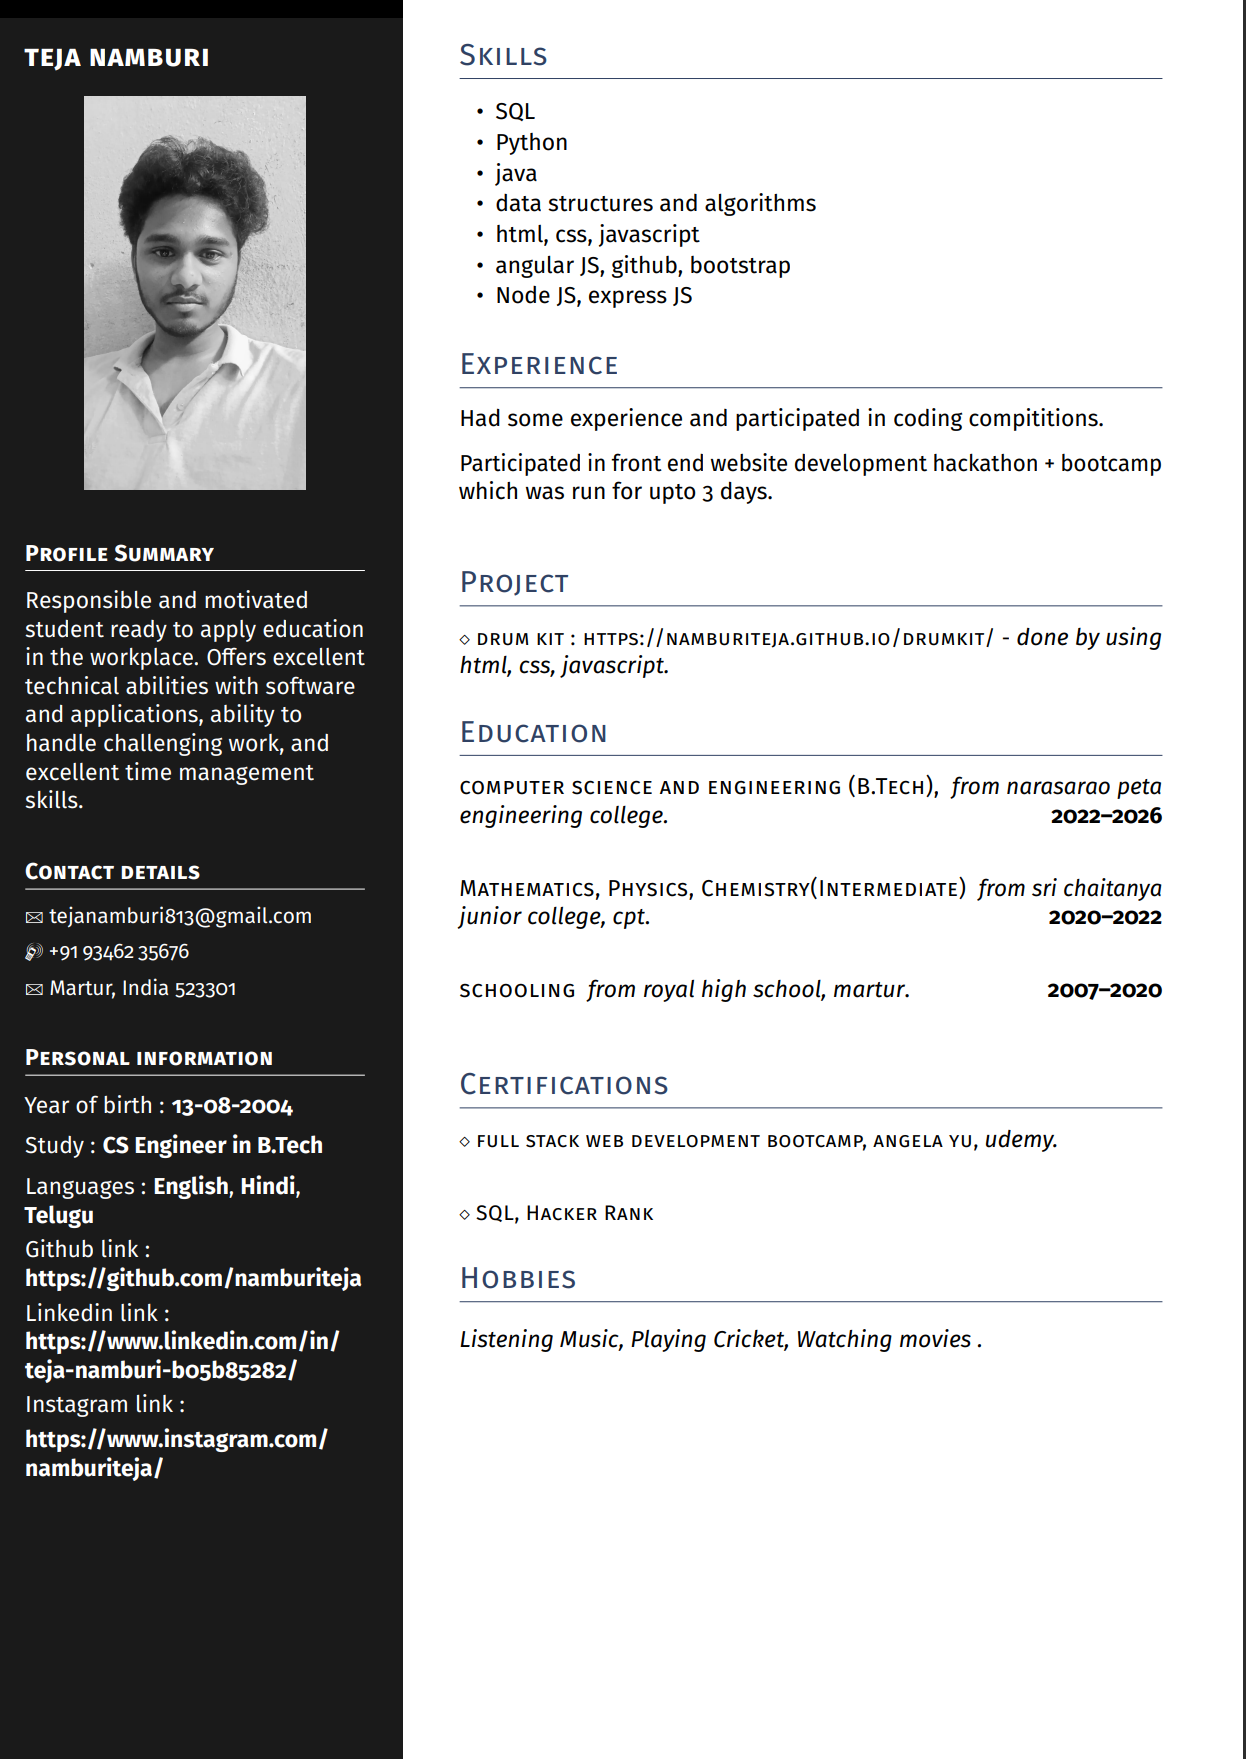 TEJA NAMBURI
PROFILE SUMMARY
Responsible and motivated
student ready to apply education
in the workplace. Offers excellent
technical abilities with software
and applications, ability to
handle challenging work, and
excellent time management
skills.
CONTACT DETAILS
tejanamburi813@gmail.com
+91 93462 35676
Martur, India 523301
PERSONAL INFORMATION
Year of birth : 13-08-2004
Study : CS Engineer in B.Tech
Languages : English, Hindi,
Telugu
Github link :
https://github.com/namburiteja
Linkedin link :
https://www.linkedin.com/in/
teja-namburi-b05b85282/
Instagram link :
https://www.instagram.com/
namburiteja/
SKILLS
• SQL
• Python
• java
• data structures and algorithms
• html, css, javascript
• angular JS, github, bootstrap
• Node JS, express JS
EXPERIENCE
Had some experience and participated in coding compititions.
Participated in front end website development hackathon + bootcamp
which was run for upto 3 days.
PROJECT
◇ DRUM KIT : HTTPS://NAMBURITEJA.GITHUB.IO/DRUMKIT/ - done by using
html, css, javascript.
EDUCATION
COMPUTER SCIENCE AND ENGINEERING (B.TECH), from narasarao peta
engineering college. 2022–2026
MATHEMATICS, PHYSICS, CHEMISTRY(INTERMEDIATE) from sri chaitanya
junior college, cpt. 2020–2022
SCHOOLING from royal high school, martur. 2007–2020
CERTIFICATIONS
◇ FULL STACK WEB DEVELOPMENT BOOTCAMP, ANGELA YU, udemy.
◇ SQL, HACKER RANK
HOBBIES
Listening Music, Playing Cricket, Watching movies .